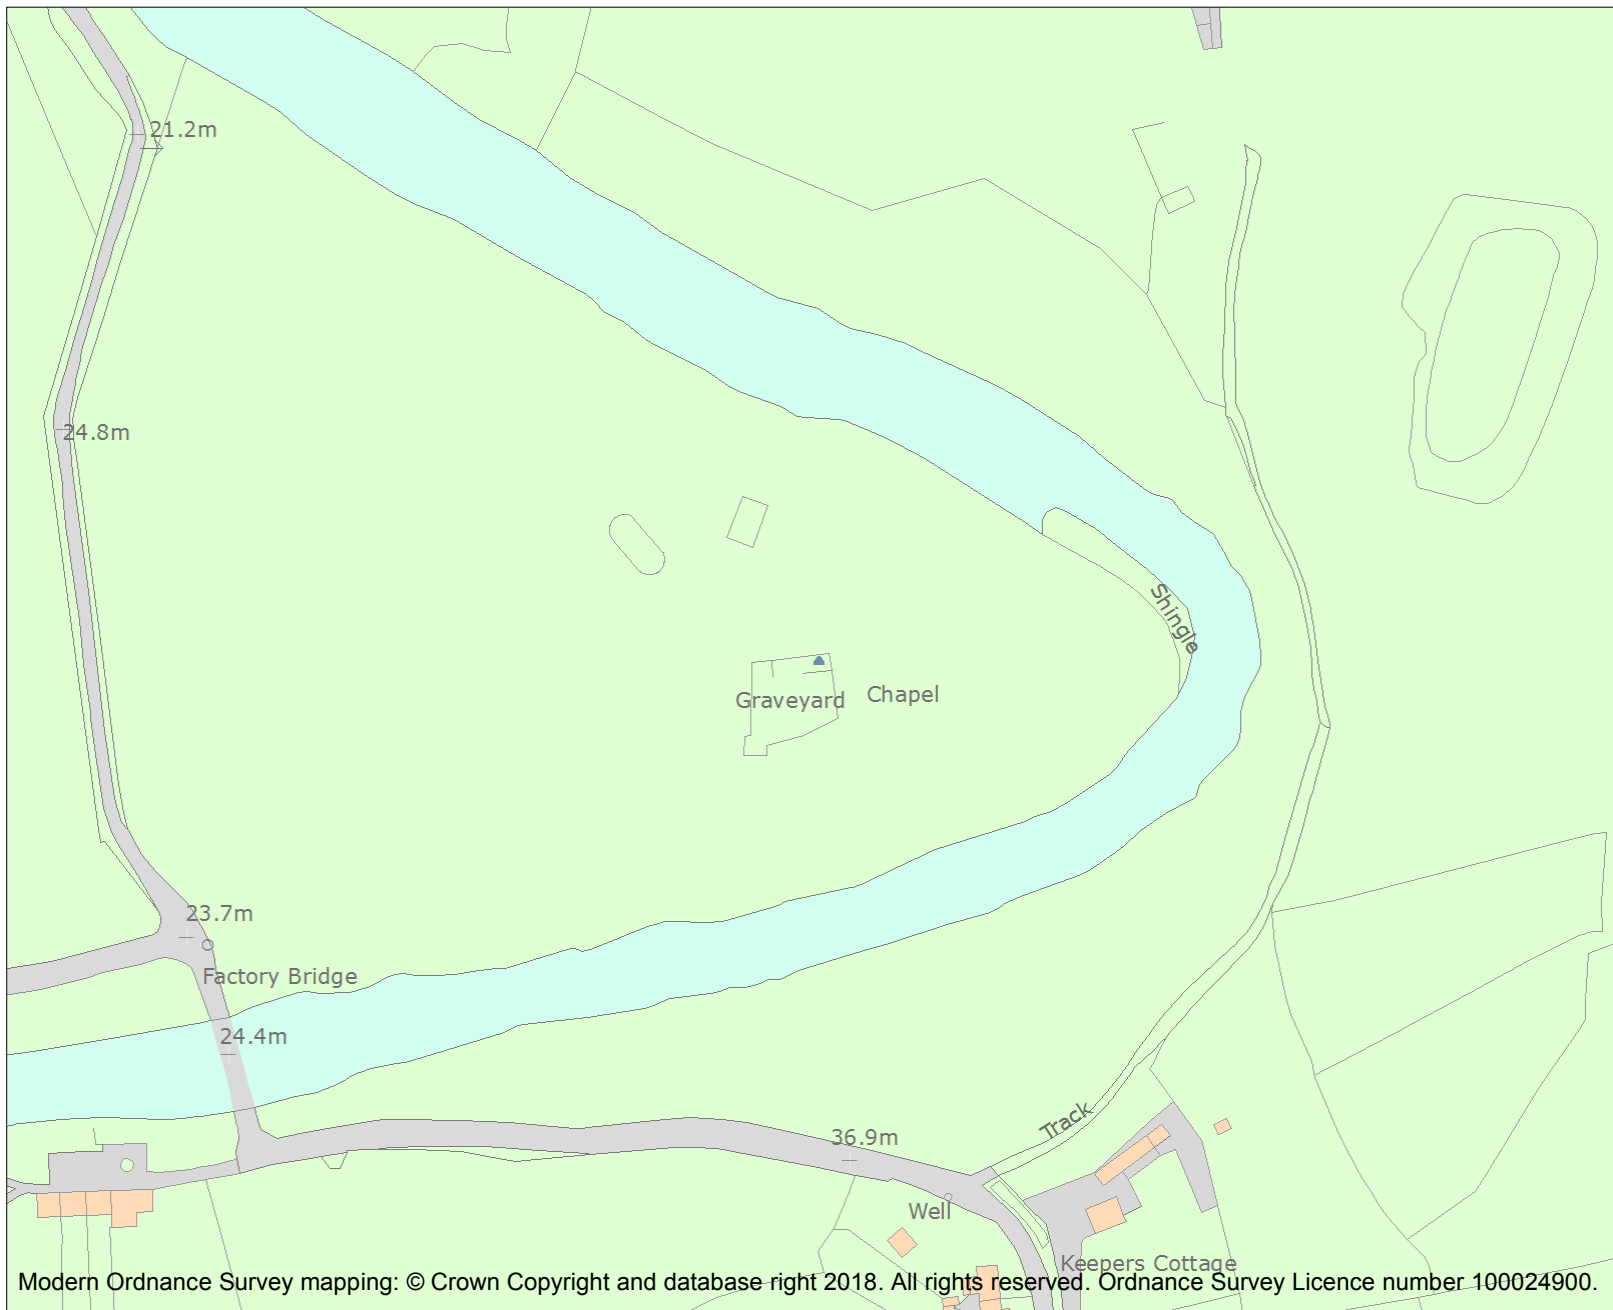 21.2m
24.8m
Shingle
Graveyard
Chapel
23.7m
Factory Bridge
24.4m
Track
36.9m
Well
Keepers Cottage
Modern Ordnance Survey mapping: © Crown Copyright and database right 2018. All rights reserved. Ordnance Survey Licence number 100024900.